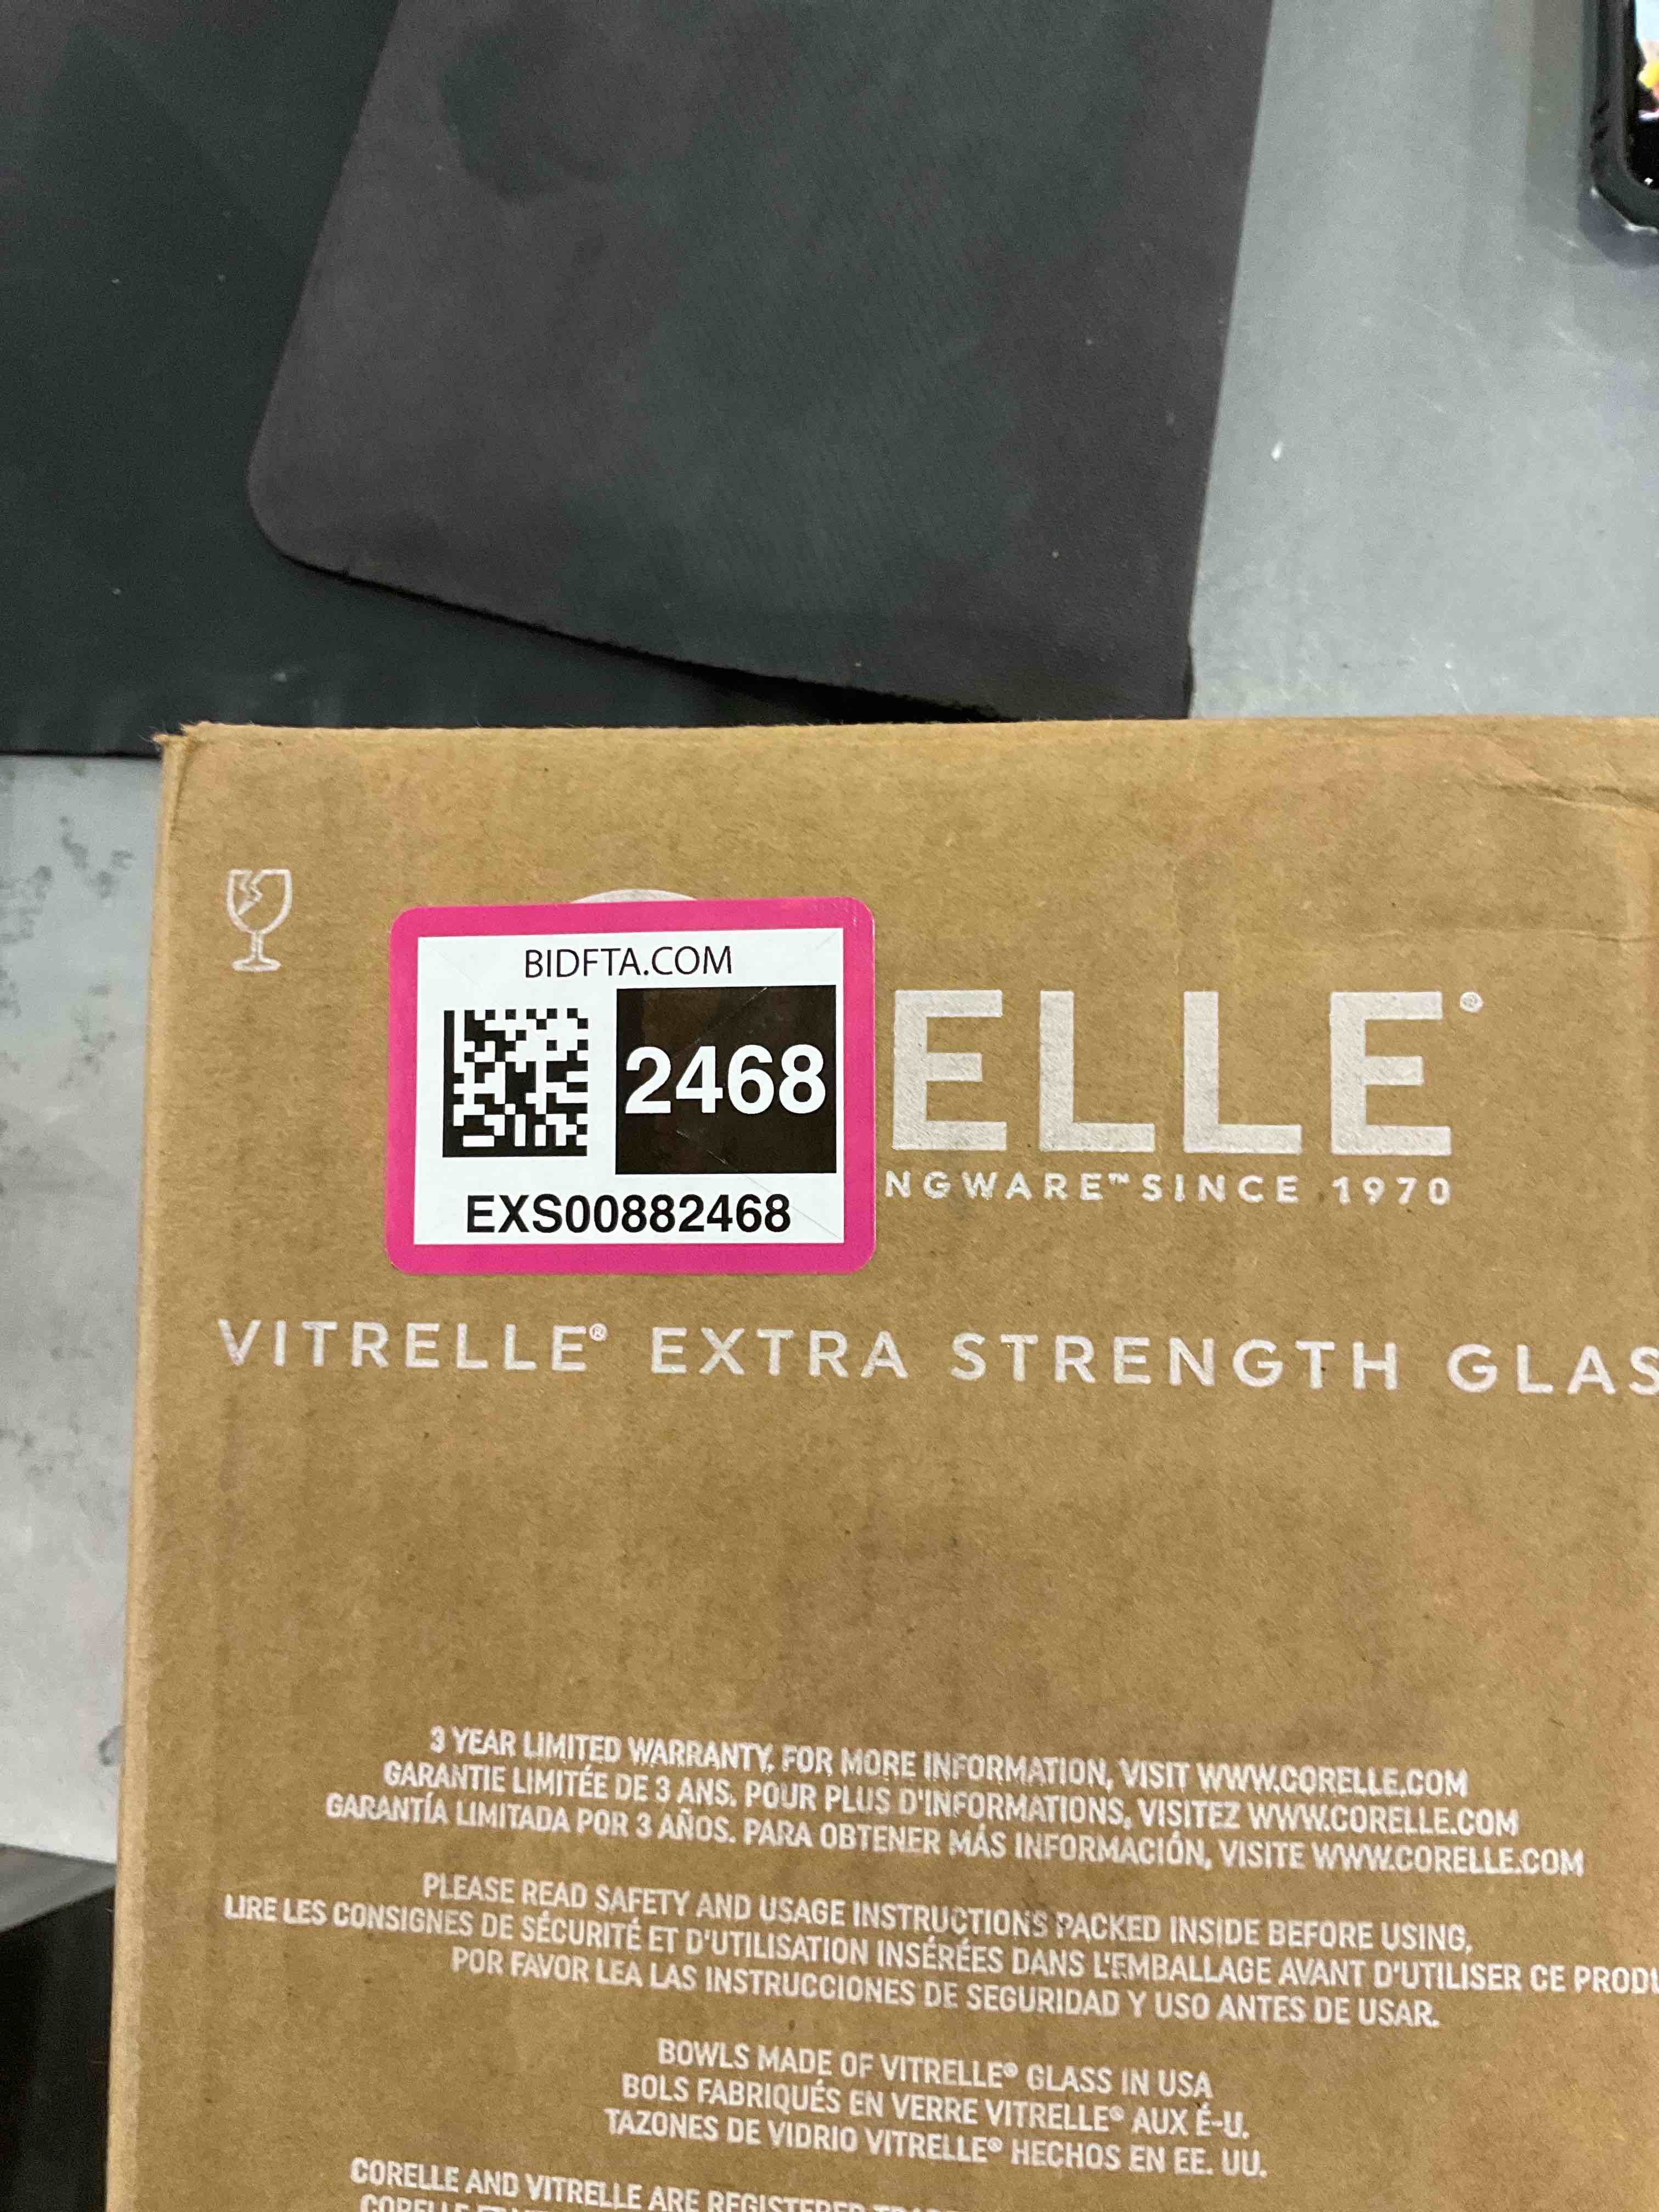 BIDFTA.COM
2468
EXS00882468
ELLE®
NGWARE™ SINCE 1970
VITRELLE® EXTRA STRENGTH GLAS
3 YEAR LIMITED WARRANTY, FOR MORE INFORMATION, VISIT WWW.CORELLE.COM
GARANTIE LIMITÉE DE 3 ANS. POUR PLUS D'INFORMATIONS, VISITEZ WWW.CORELLE.COM
GARANTÍA LIMITADA POR 3 AÑOS. PARA OBTENER MÁS INFORMACIÓN, VISITE WWW.CORELLE.COM
PLEASE READ SAFETY AND USAGE INSTRUCTIONS PACKED INSIDE BEFORE USING,
LIRE LES CONSIGNES DE SÉCURITÉ ET D'UTILISATION INSÉRÉES DANS L'EMBALLAGE AVANT D'UTILISER CE PRODU
POR FAVOR LEA LAS INSTRUCCIONES DE SEGURIDAD Y USO ANTES DE USAR.
BOWLS MADE OF VITRELLE® GLASS IN USA
BOLS FABRIQUÉS EN VERRE VITRELLE® AUX É-U.
TAZONES DE VIDRIO VITRELLE® HECHOS EN EE. UU.
CORELLE AND VITRELLE ARE REGISTERED